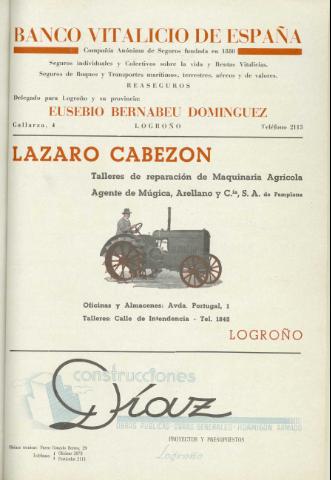 BANCO VITALICIO DE ESPAÑA
Compañía Anónima de Seguros fundada en 1880
Seguros individuales y Colectivos sobre la vida y Rentas Vitalicias.
Seguros de Buques y Transportes marítimos, terrestres, aéreos y de valores.
REASEGUROS
Delegado para Logroño y su provincia:
EUSEBIO BERNABEU DOMINGUEZ
Gallarza, 4 LOGROÑO Teléfono 2113
LAZARO CABEZON
Talleres de reparación de Maquinaria Agrícola
Agente de Múgica, Arellano y C.ía, S. A. de Pamplona
Oficinas y Almacenes: Avda. Portugal, 1
Talleres: Calle de Intendencia - Tel. 1842
LOGROÑO
construcciones
Díaz
OBRAS PUBLICAS - OBRAS GENERALES - HORMIGON ARMADO
PROYECTOS Y PRESUPUESTOS
Logroño